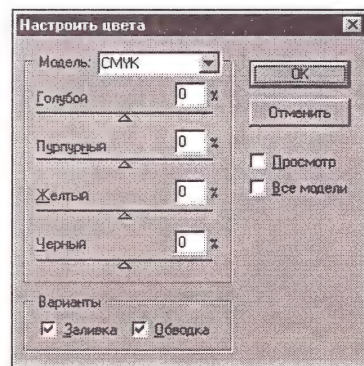 Настроить цвета
Модель: CMYK
OK
Голубой 0 %
Отменить
Пурпурный 0 %
Просмотр
Желтый 0 %
Все модели
Черный 0 %
Варианты
Заливка Обводка